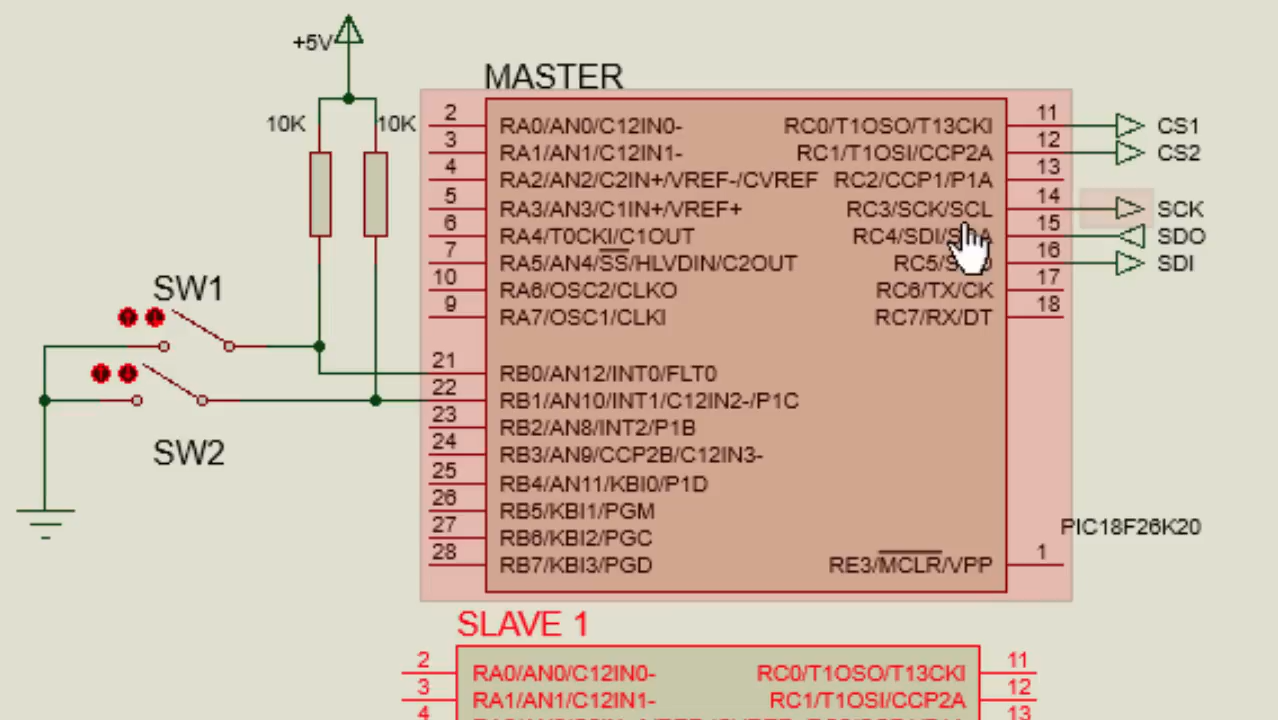 +5V
MASTER
10K 10K
2 RA0/AN0/C12IN0- RC0/T1OSO/T13CKI 11 CS1
3 RA1/AN1/C12IN1- RC1/T1OSI/CCP2A 12 CS2
4 RA2/AN2/C2IN+/VREF-/CVREF RC2/CCP1/P1A 13
5 RA3/AN3/C1IN+/VREF+ RC3/SCK/SCL 14 SCK
6 RA4/T0CKI/C1OUT 15 SDO
7 RA5/AN4/SS/HLVDIN/C2OUT 16 SDI
10 RA6/OSC2/CLKO RC6/TX/CK 17
9 RA7/OSC1/CLKI RC7/RX/DT 18
SW1
21 RB0/AN12/INT0/FLT0
22 RB1/AN10/INT1/C12IN2-/P1C
23 RB2/AN8/INT2/P1B
SW2
24 RB3/AN9/CCP2B/C12IN3-
25 RB4/AN11/KBI0/P1D
26 RB5/KBI1/PGM
27 RB6/KBI2/PGC
28 RB7/KBI3/PGD RE3/MCLR/VPP 1
PIC18F26K20
SLAVE 1
2 RA0/AN0/C12IN0- RC0/T1OSO/T13CKI 11
3 RA1/AN1/C12IN1- RC1/T1OSI/CCP2A 12
4 13